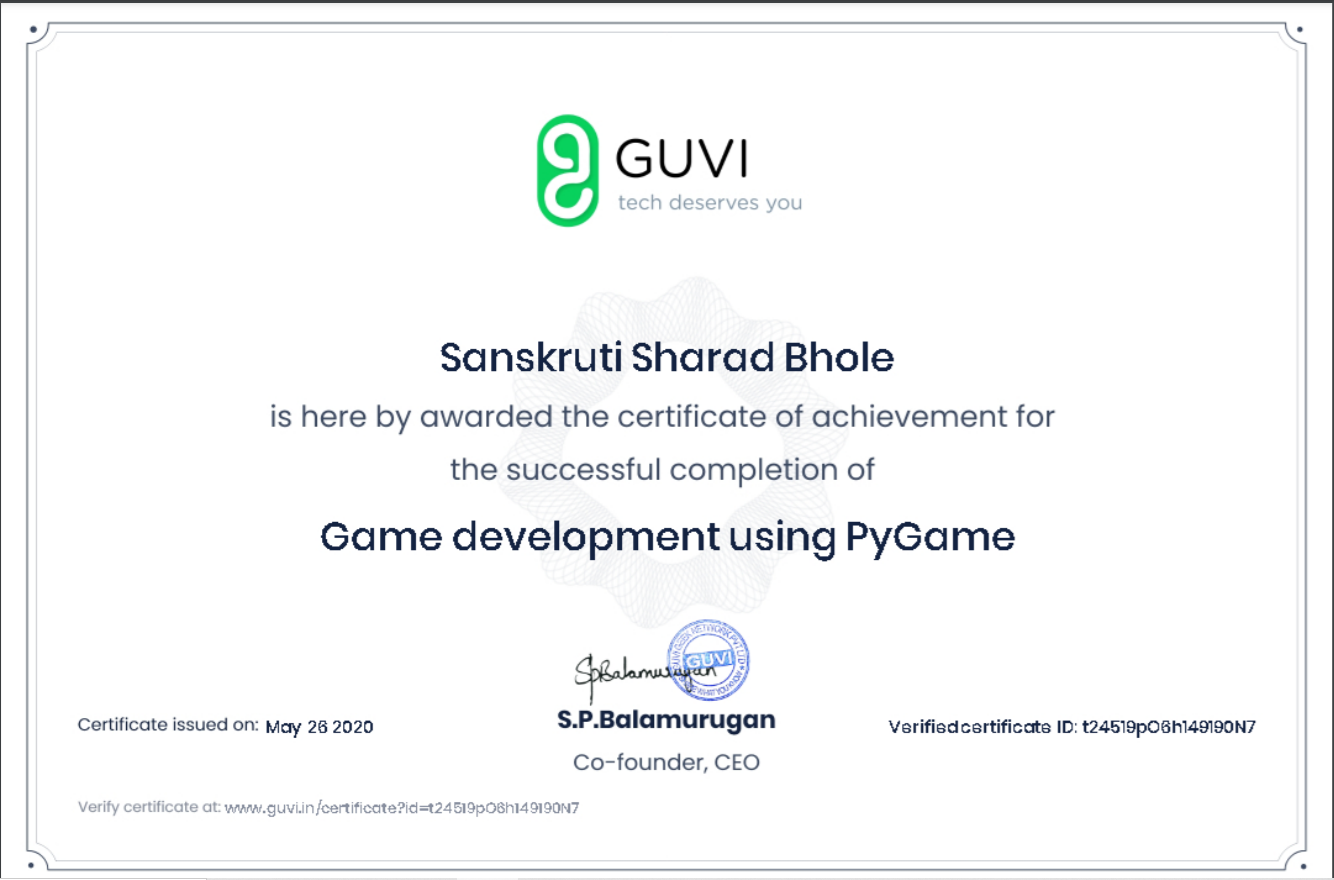 GUVI
tech deserves you
Sanskruti Sharad Bhole
is here by awarded the certificate of achievement for
the successful completion of
Game development using PyGame
SpBalamurugan
GUVI
S.P.Balamurugan
Co-founder, CEO
Certificate issued on: May 26 2020
Verified certificate ID: t24519pO6h149190N7
Verify certificate at: www.guvi.in/certificate?id=t24519pO6h149190N7